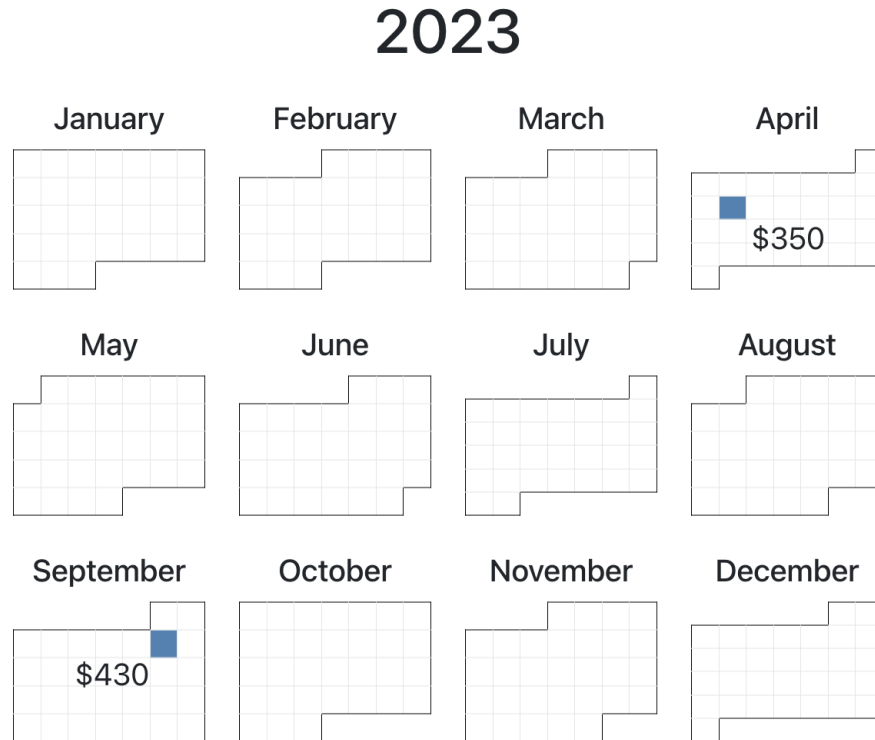 2023
January February March April
$350
May June July August
September October November December
$430